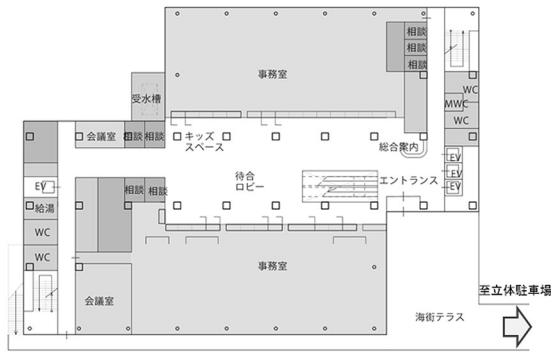 相談
相談
相談
事務室
WC
MWC
WC
受水槽
会議室
相談
相談
キッズ
スペース
総合案内
EV
EV
EV
待合
ロビー
エントランス
EV
相談
相談
給湯
WC
WC
事務室
会議室
海街テラス
至立体駐車場